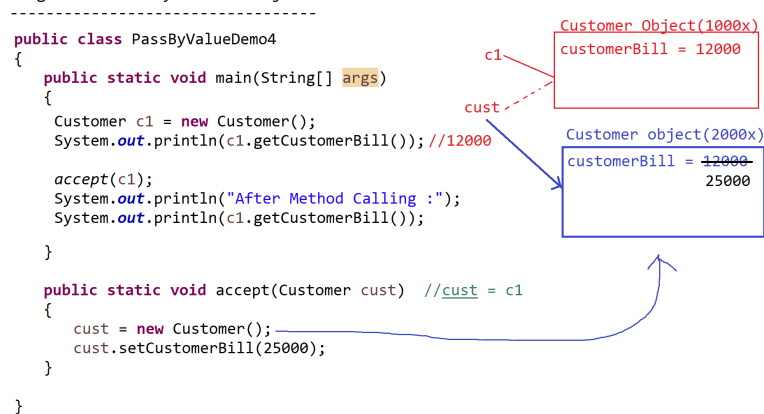 --------------------------------
public class PassByValueDemo4
{
public static void main(String[] args)
{
Customer c1 = new Customer();
System.out.println(c1.getCustomerBill()); //12000
accept(c1);
System.out.println("After Method Calling :");
System.out.println(c1.getCustomerBill());
}
public static void accept(Customer cust) //cust = c1
{
cust = new Customer();
cust.setCustomerBill(25000);
}
}
Customer Object(1000x)
c1
customerBill = 12000
cust
Customer object(2000x)
customerBill = 12000
25000